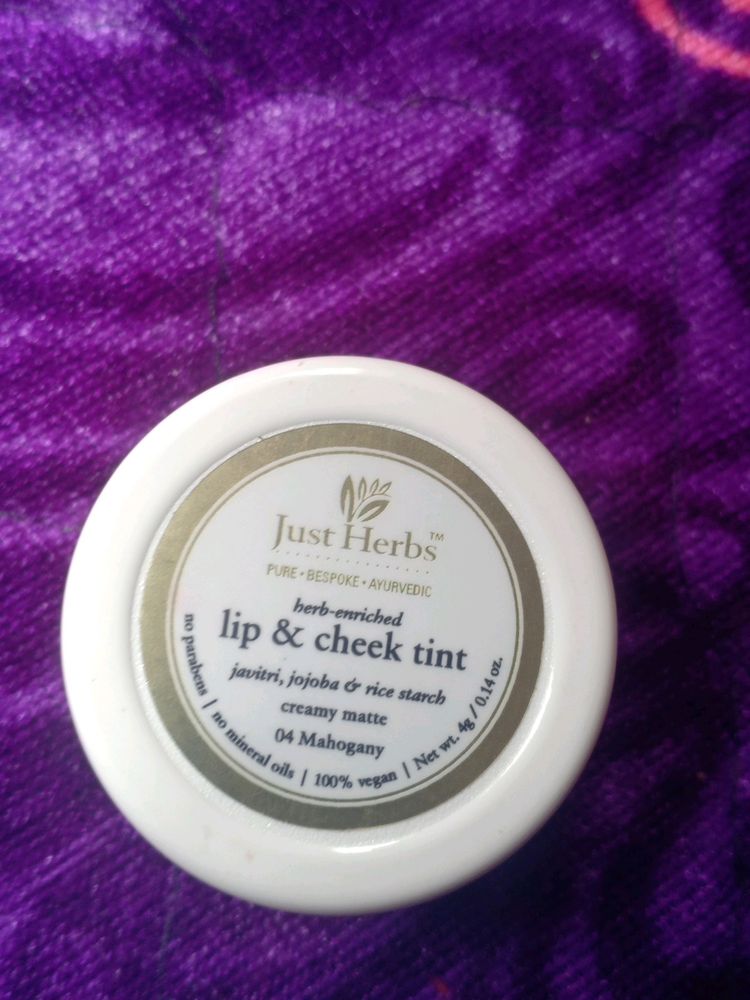 Just Herbs™
PURE • BESPOKE • AYURVEDIC
herb-enriched
lip & cheek tint
javitri, jojoba & rice starch
creamy matte
04 Mahogany
no parabens | no mineral oils | 100% vegan | Net wt. 4g / 0.14 oz.